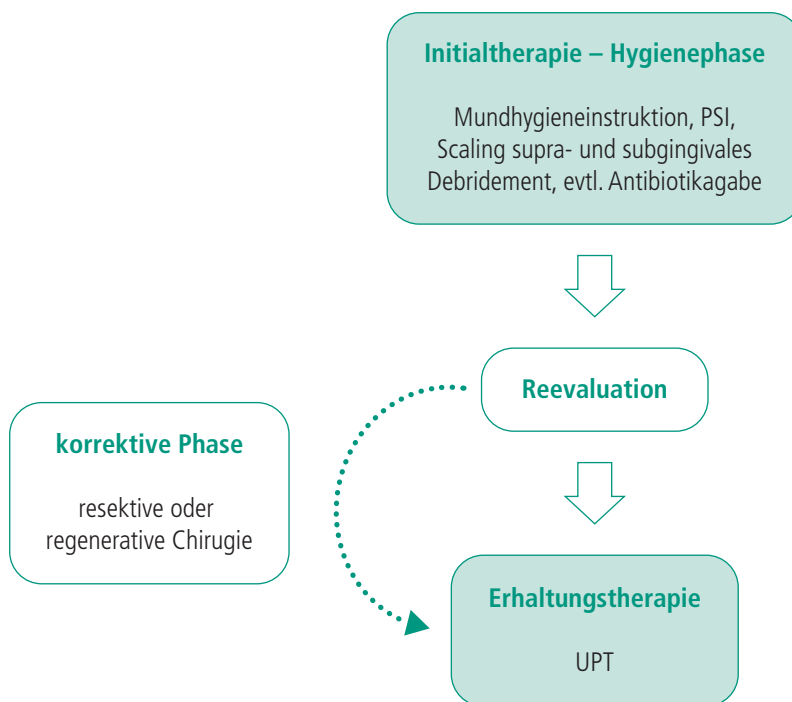 Initialtherapie – Hygienephase
Mundhygieneinstruktion, PSI,
Scaling supra- und subgingivales
Debridement, evtl. Antibiotikagabe
Reevaluation
korrektive Phase
resektive oder
regenerative Chirugie
Erhaltungstherapie
UPT